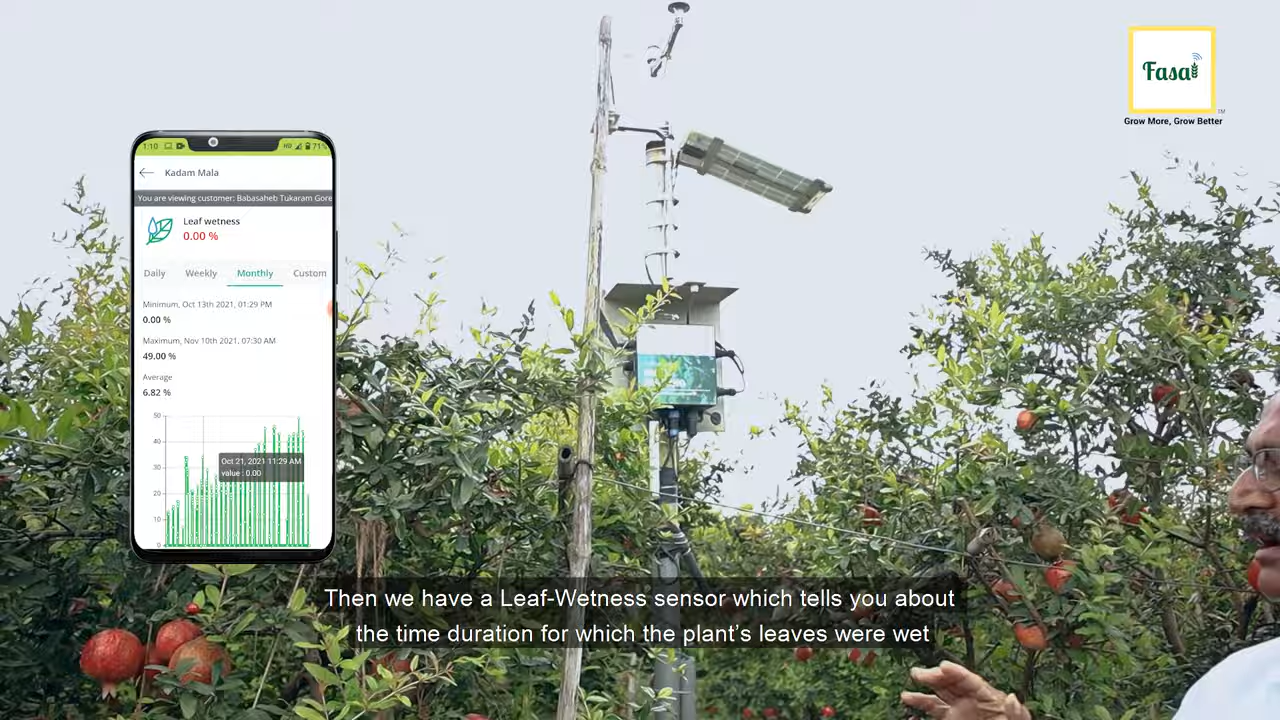 Fasal
TM
Grow More, Grow Better
1:10
HD
71%
Kadam Mala
You are viewing customer: Babasaheb Tukaram Gore
Leaf wetness
0.00 %
Daily Weekly Monthly Custom
Minimum, Oct 13th 2021, 01:29 PM
0.00 %
Maximum, Nov 10th 2021, 07:30 AM
49.00 %
Average
6.82 %
50
40
30
20
10
0
Oct 21, 2021 11:29 AM
value : 0.00
Then we have a Leaf-Wetness sensor which tells you about
the time duration for which the plant’s leaves were wet